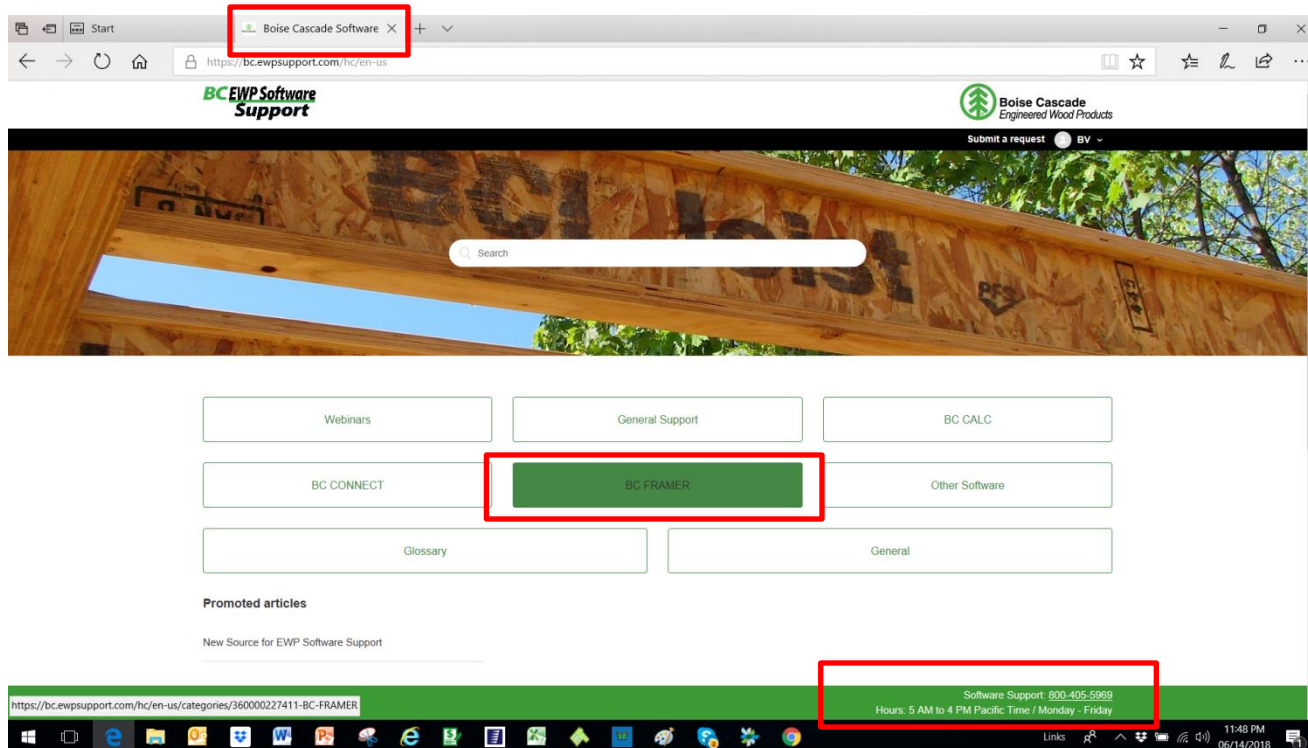 Start
Boise Cascade Software
https://bc.ewpsupport.com/hc/en-us
BC EWP Software
Support
Boise Cascade
Engineered Wood Products
Submit a request BV
BCI Joist
Search
PFS
Webinars
General Support
BC CALC
BC CONNECT
BC FRAMER
Other Software
Glossary
General
Promoted articles
New Source for EWP Software Support
Software Support: 800-405-5969
Hours: 5 AM to 4 PM Pacific Time / Monday - Friday
https://bc.ewpsupport.com/hc/en-us/categories/360000227411-BC-FRAMER
Links
11:48 PM
06/14/2018